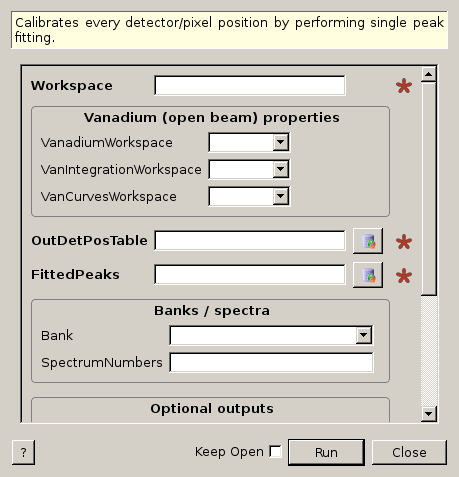 Calibrates every detector/pixel position by performing single peak
fitting.
Workspace
Vanadium (open beam) properties
VanadiumWorkspace
VanIntegrationWorkspace
VanCurvesWorkspace
OutDetPosTable
FittedPeaks
Banks / spectra
Bank
SpectrumNumbers
Optional outputs
? Keep Open Run Close